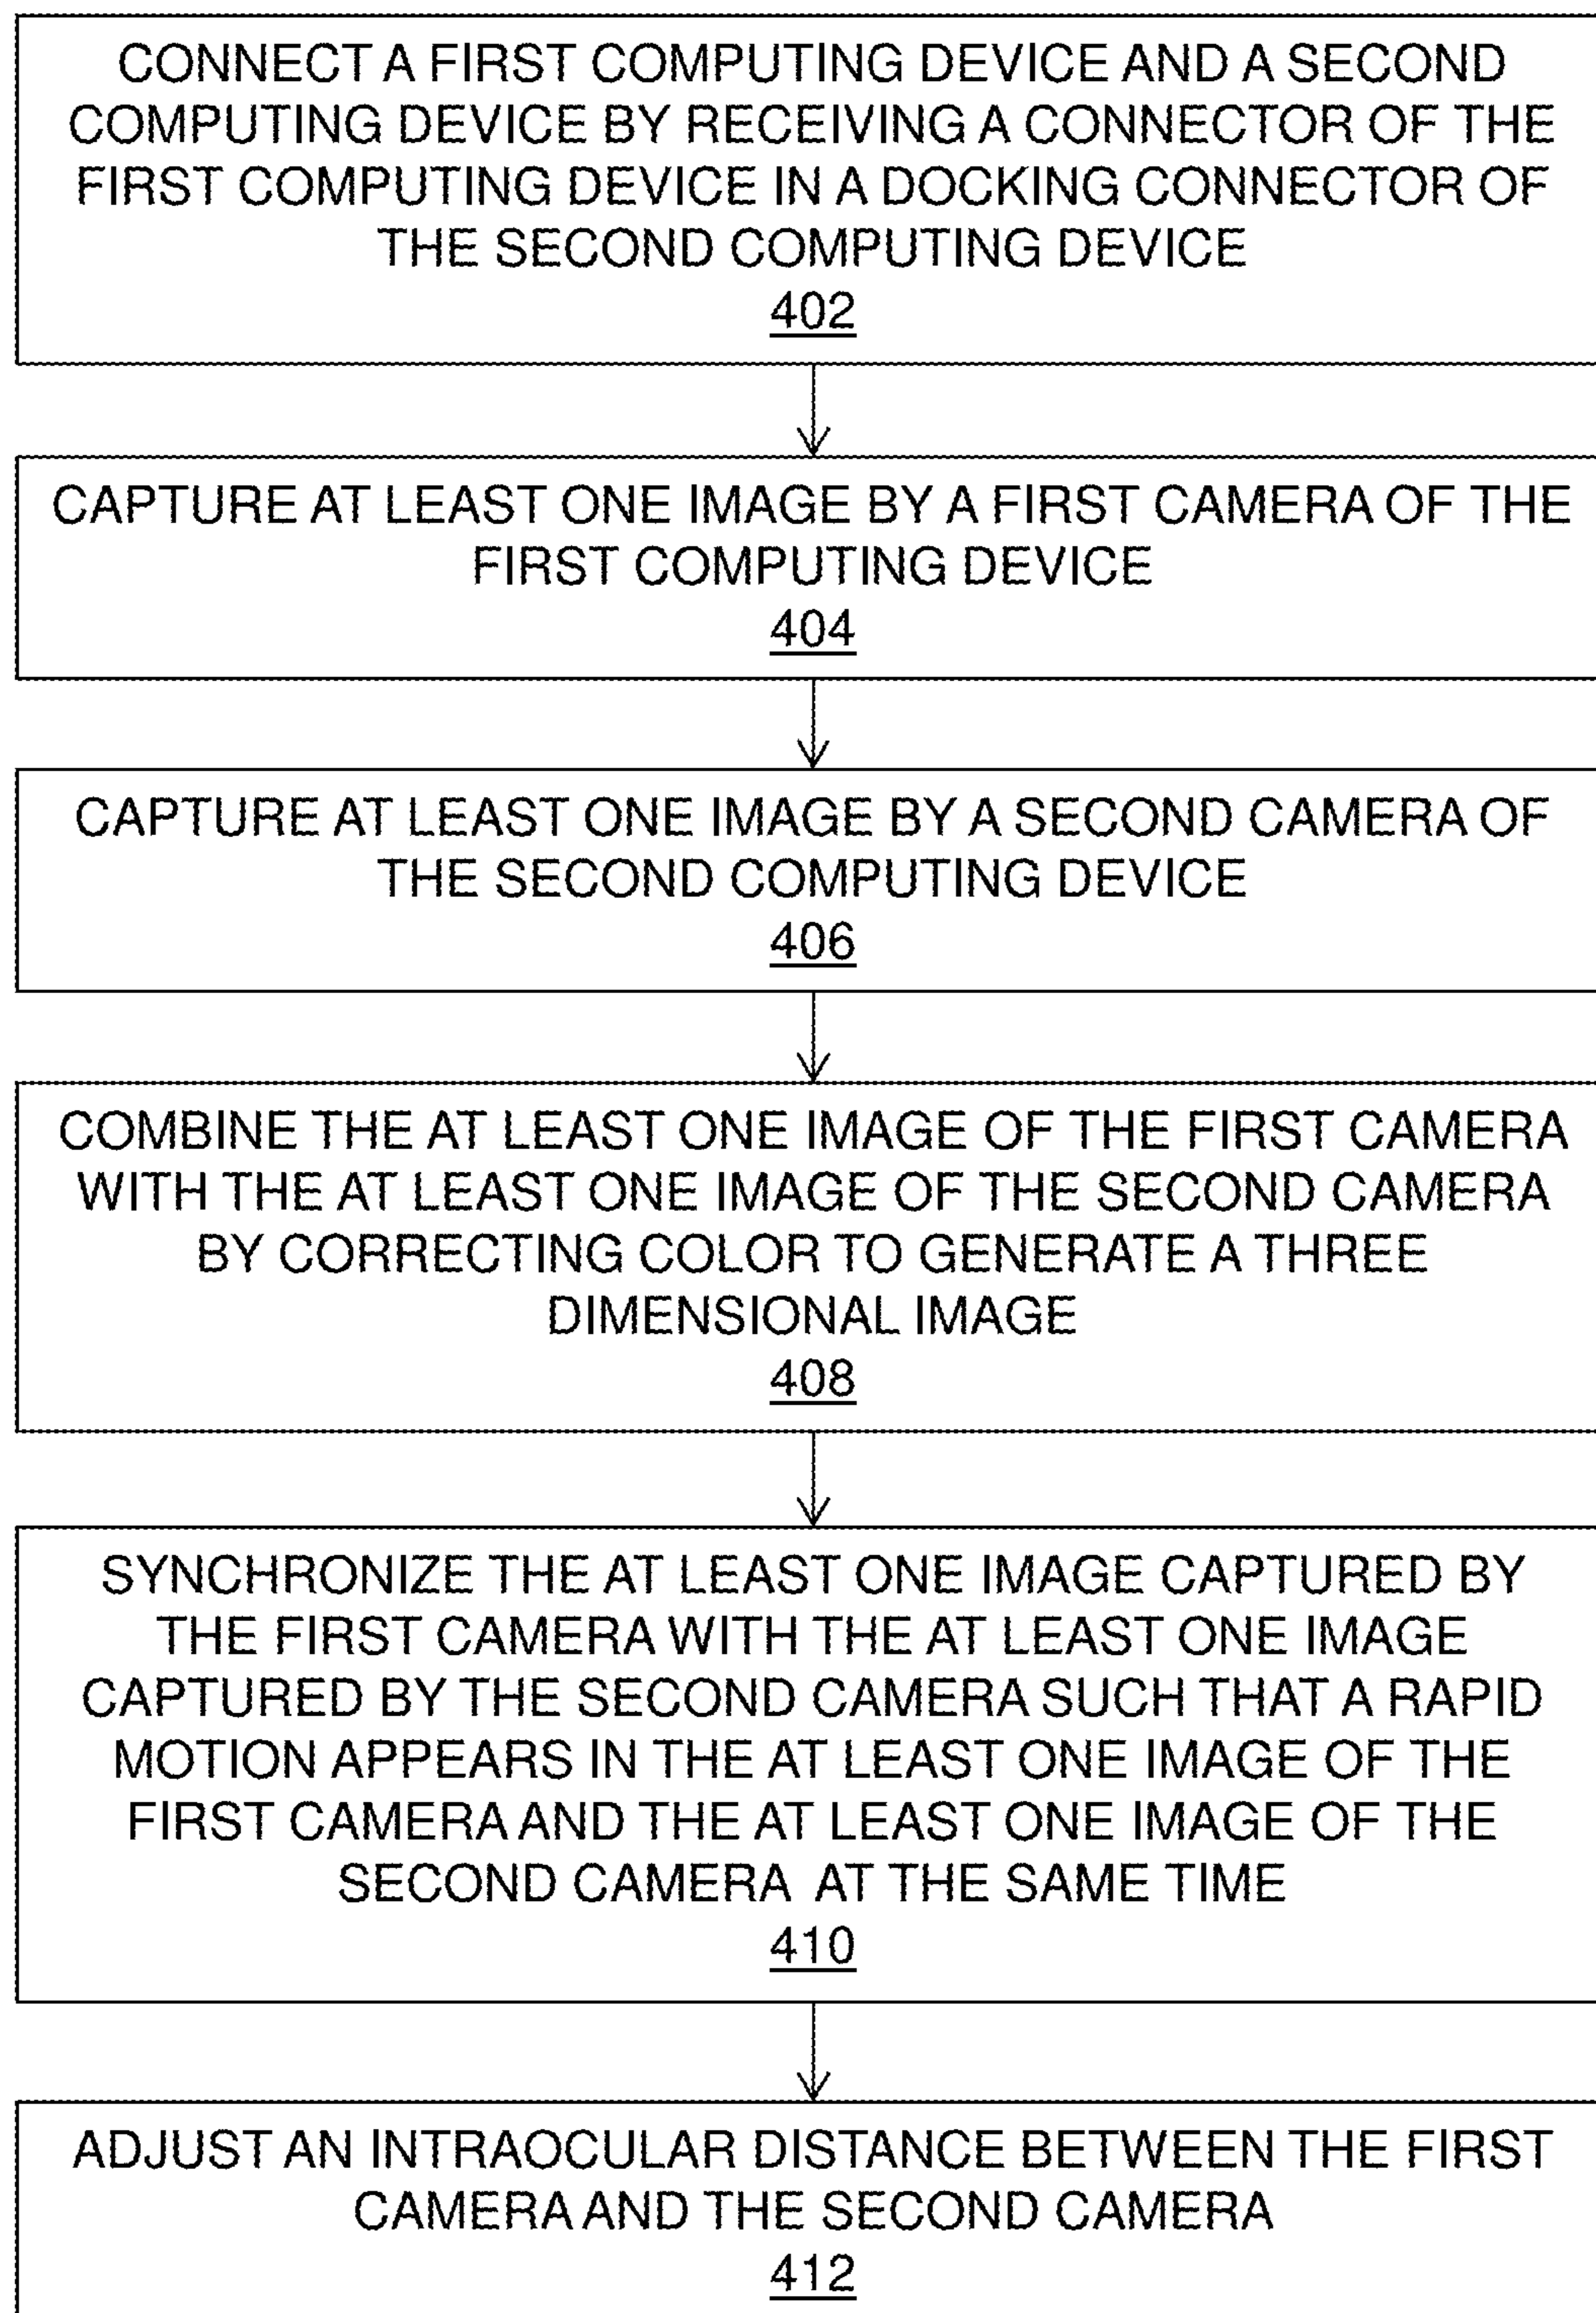 CONNECT A FIRST COMPUTING DEVICE AND A SECOND
COMPUTING DEVICE BY RECEIVING A CONNECTOR OF THE
FIRST COMPUTING DEVICE IN A DOCKING CONNECTOR OF
THE SECOND COMPUTING DEVICE
402
CAPTURE AT LEAST ONE IMAGE BY A FIRST CAMERA OF THE
FIRST COMPUTING DEVICE
404
CAPTURE AT LEAST ONE IMAGE BY A SECOND CAMERA OF
THE SECOND COMPUTING DEVICE
406
COMBINE THE AT LEAST ONE IMAGE OF THE FIRST CAMERA
WITH THE AT LEAST ONE IMAGE OF THE SECOND CAMERA
BY CORRECTING COLOR TO GENERATE A THREE
DIMENSIONAL IMAGE
408
SYNCHRONIZE THE AT LEAST ONE IMAGE CAPTURED BY
THE FIRST CAMERA WITH THE AT LEAST ONE IMAGE
CAPTURED BY THE SECOND CAMERA SUCH THAT A RAPID
MOTION APPEARS IN THE AT LEAST ONE IMAGE OF THE
FIRST CAMERA AND THE AT LEAST ONE IMAGE OF THE
SECOND CAMERA AT THE SAME TIME
410
ADJUST AN INTRAOCULAR DISTANCE BETWEEN THE FIRST
CAMERA AND THE SECOND CAMERA
412